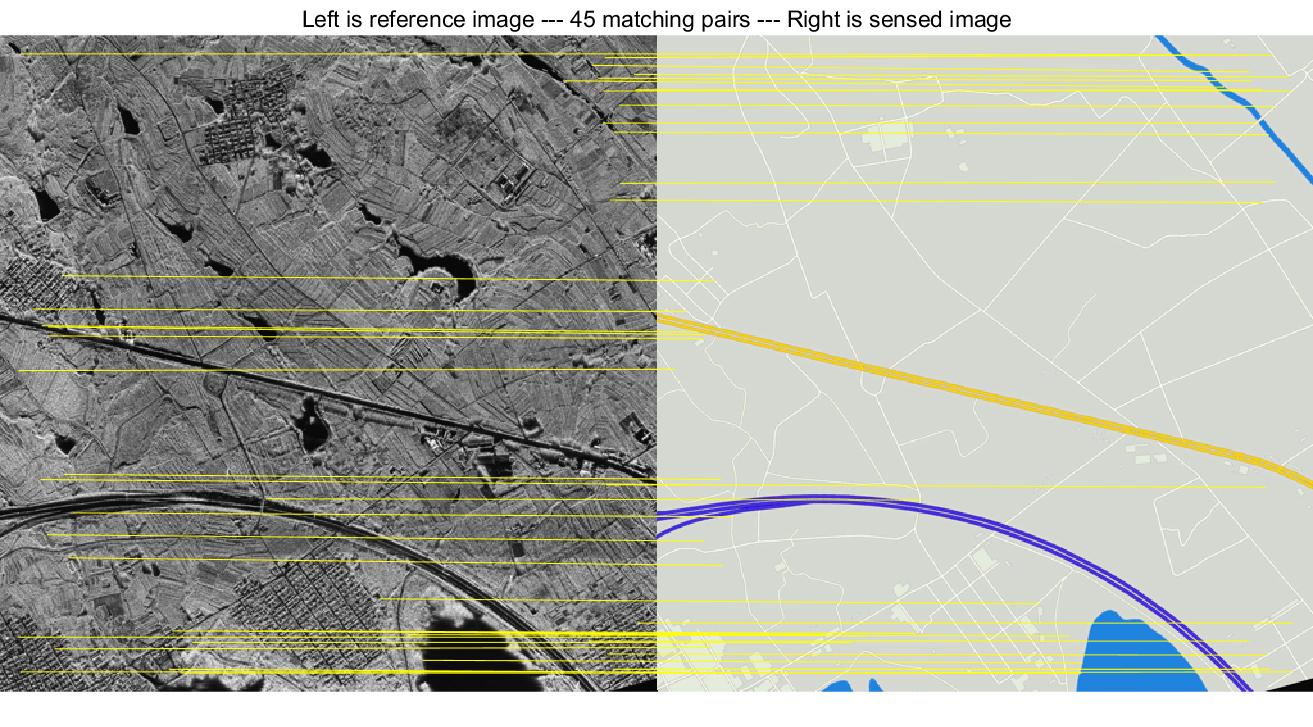 Left is reference image --- 45 matching pairs --- Right is sensed image